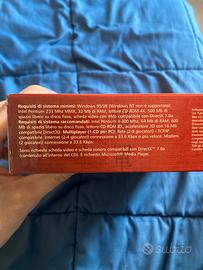 Requisiti di sistema minimi: Windows 95/98 (Windows NT non è supportato);
Intel Pentium 233 Mhz MMX, 32 Mb di RAM, lettore CD ROM 4X, 500 Mb di
spazio libero su disco fisso, scheda video 4Mb compatibile con DirectX 7.0a
Requisiti di sistema raccomandati: Intel Pentium II 300 Mhz, 64 Mb di RAM, 600
Mb di spazio libero su disco fisso, lettore CD ROM 8X, acceleratore 3D con 16 Mb
compatibile DirectX 7.0a. Multiplayer (1 CD per PC): Rete (2-8 giocatori) - TCP/IP
Internet (2-4 giocatori) connessione a 33.6 Kbps o più veloce; Modem
(2 giocatori) connessione a 33.6 Kbps.
Sono richieste scheda video e scheda sonora compatibili con DirectX 7.0a
(contenuto all'interno del CD). È richiesto Microsoft® Media Player.
subito